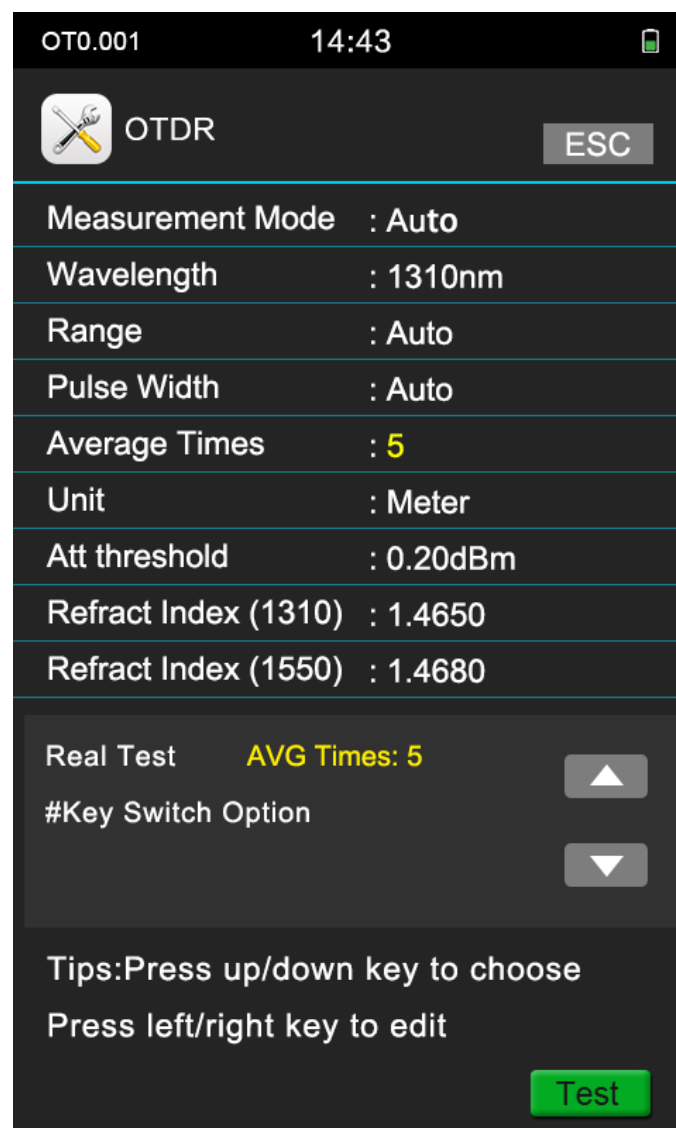 OT0.001 14:43
OTDR
ESC
Measurement Mode : Auto
Wavelength : 1310nm
Range : Auto
Pulse Width : Auto
Average Times : 5
Unit : Meter
Att threshold : 0.20dBm
Refract Index (1310) : 1.4650
Refract Index (1550) : 1.4680
Real Test AVG Times: 5
#Key Switch Option
Tips:Press up/down key to choose
Press left/right key to edit
Test